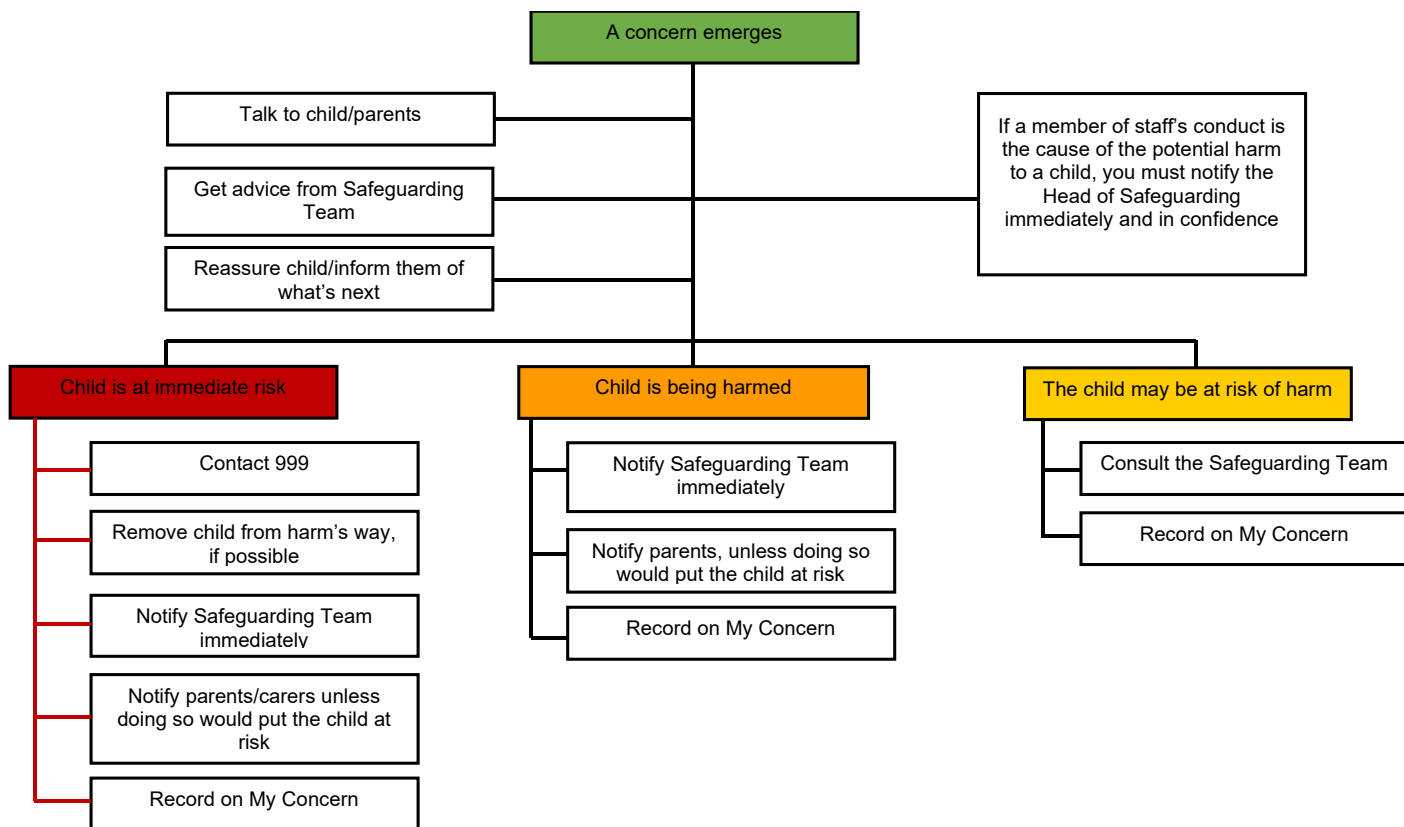 A concern emerges
Talk to child/parents
Get advice from Safeguarding
Team
Reassure child/inform them of
what’s next
If a member of staff’s conduct is
the cause of the potential harm
to a child, you must notify the
Head of Safeguarding
immediately and in confidence
Child is at immediate risk
Contact 999
Remove child from harm’s way,
if possible
Notify Safeguarding Team
immediately
Notify parents/carers unless
doing so would put the child at
risk
Record on My Concern
Child is being harmed
Notify Safeguarding Team
immediately
Notify parents, unless doing so
would put the child at risk
Record on My Concern
The child may be at risk of harm
Consult the Safeguarding Team
Record on My Concern